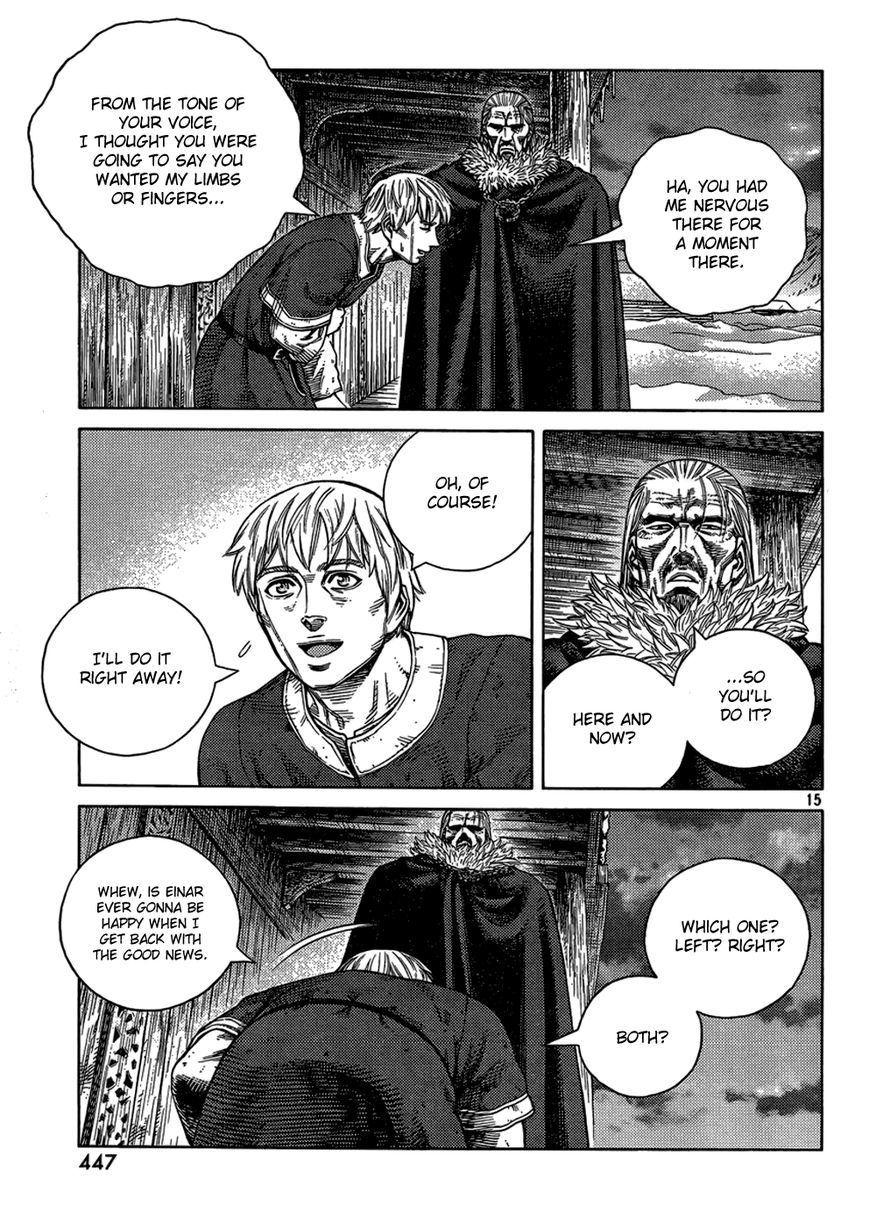 HA, YOU HAD
ME NERVOUS
THERE FOR
A MOMENT
THERE.
FROM THE TONE OF
YOUR VOICE,
I THOUGHT YOU WERE
GOING TO SAY YOU
WANTED MY LIMBS
OR FINGERS...
...SO
YOU'LL
DO IT?
HERE AND
NOW?
OH, OF
COURSE!
I'LL DO IT
RIGHT AWAY!
15
WHICH ONE?
LEFT? RIGHT?
BOTH?
WHEW, IS EINAR
EVER GONNA BE
HAPPY WHEN I
GET BACK WITH
THE GOOD NEWS.
447